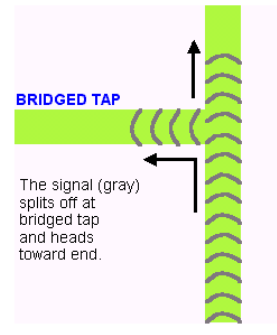 BRIDGED TAP
The signal (gray)
splits off at
bridged tap
and heads
toward end.